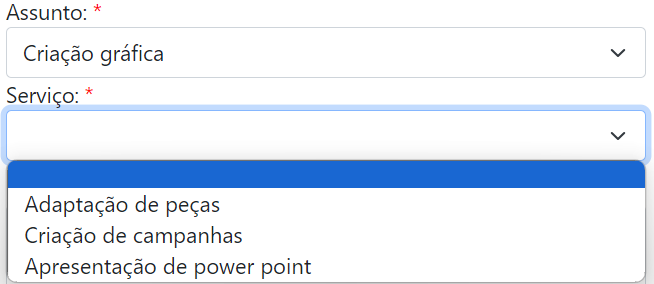 Assunto: *
Criação gráfica
Serviço: *
Adaptação de peças
Criação de campanhas
Apresentação de power point